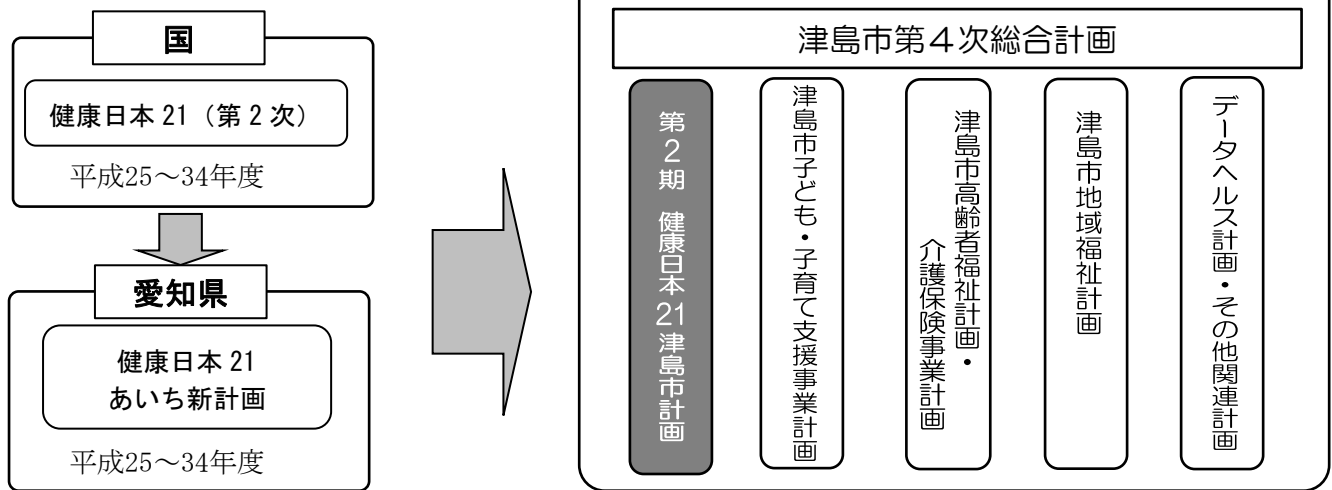 国
健康日本 21（第 2 次）
平成25～34年度
愛知県
健康日本 21
あいち新計画
平成25～34年度
津島市第４次総合計画
第２期　健康日本 21 津島市計画
津島市子ども・子育て支援事業計画
津島市高齢者福祉計画・
介護保険事業計画
津島市地域福祉計画
データヘルス計画・その他関連計画